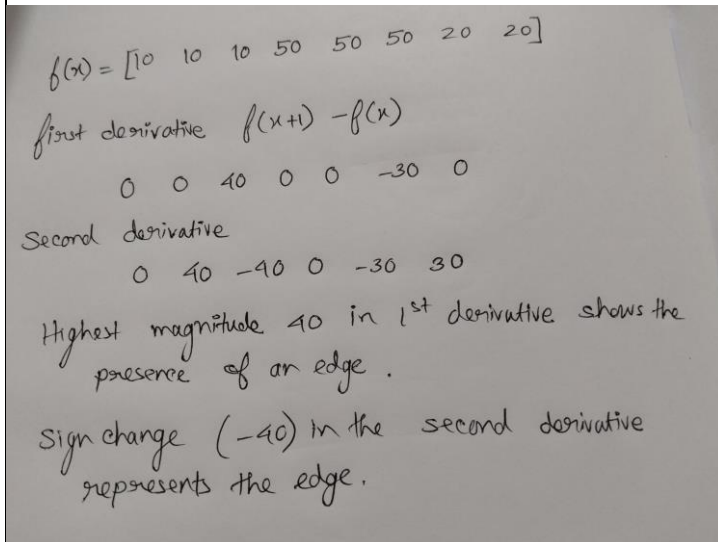 f(x) = [10 10 10 50 50 50 20 20]
first derivative f(x+1) - f(x)
0 0 40 0 0 -30 0
Second derivative
0 40 -40 0 -30 30
Highest magnitude 40 in 1st derivative shows the
presence of an edge.
Sign change (-40) in the second derivative
represents the edge.